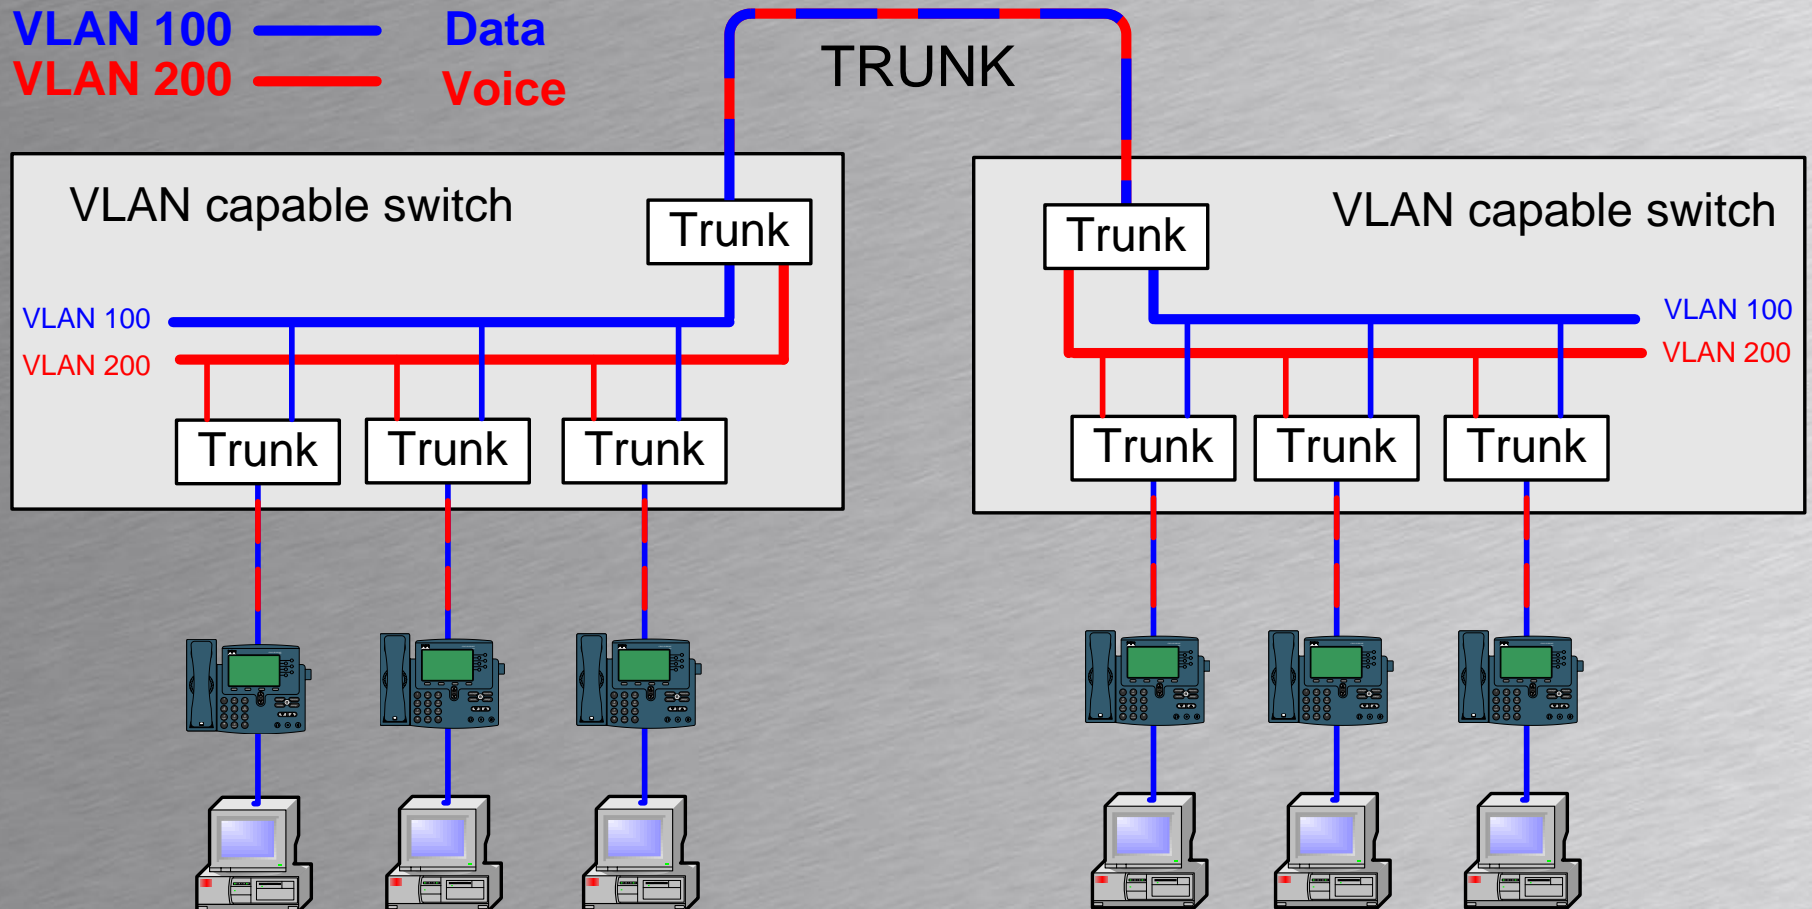 VLAN 100 Data
VLAN 200 Voice
TRUNK
VLAN capable switch
Trunk
VLAN 100
VLAN 200
Trunk Trunk Trunk
VLAN capable switch
Trunk
VLAN 100
VLAN 200
Trunk Trunk Trunk